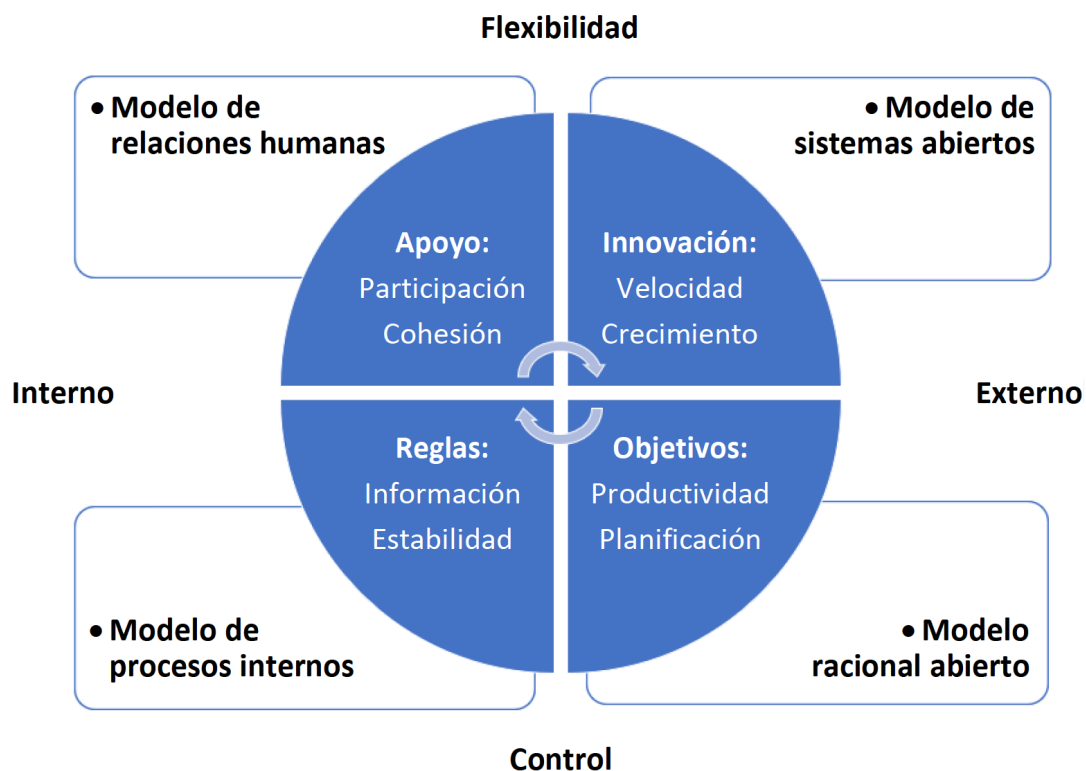 Flexibilidad
• Modelo de
relaciones humanas
• Modelo de
sistemas abiertos
Apoyo:
Participación
Cohesión
Innovación:
Velocidad
Crecimiento
Interno
Externo
Reglas:
Información
Estabilidad
Objetivos:
Productividad
Planificación
• Modelo de
procesos internos
• Modelo
racional abierto
Control